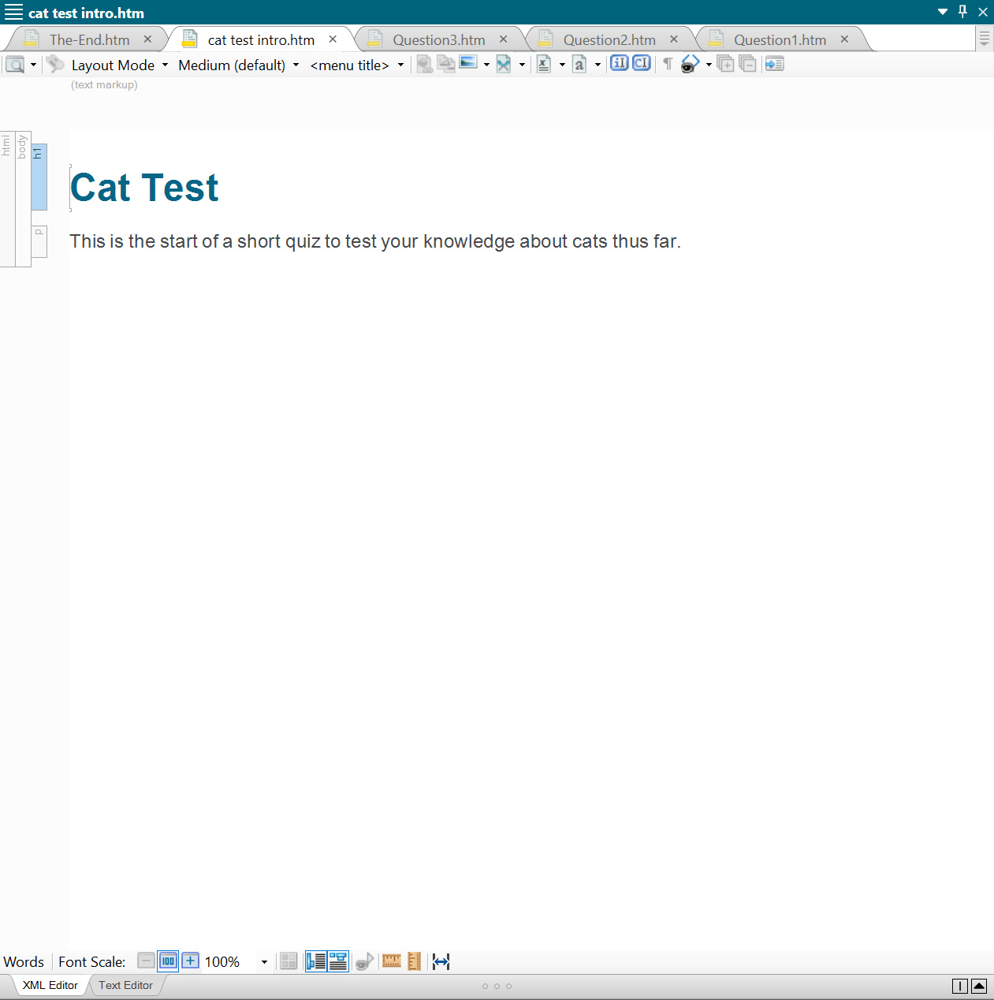 cat test intro.htm
The-End.htm cat test intro.htm Question3.htm Question2.htm Question1.htm
Layout Mode Medium (default) <menu title>
(text markup)
html
body
h1
Cat Test
p
This is the start of a short quiz to test your knowledge about cats thus far.
Words Font Scale: 100 100%
XML Editor Text Editor